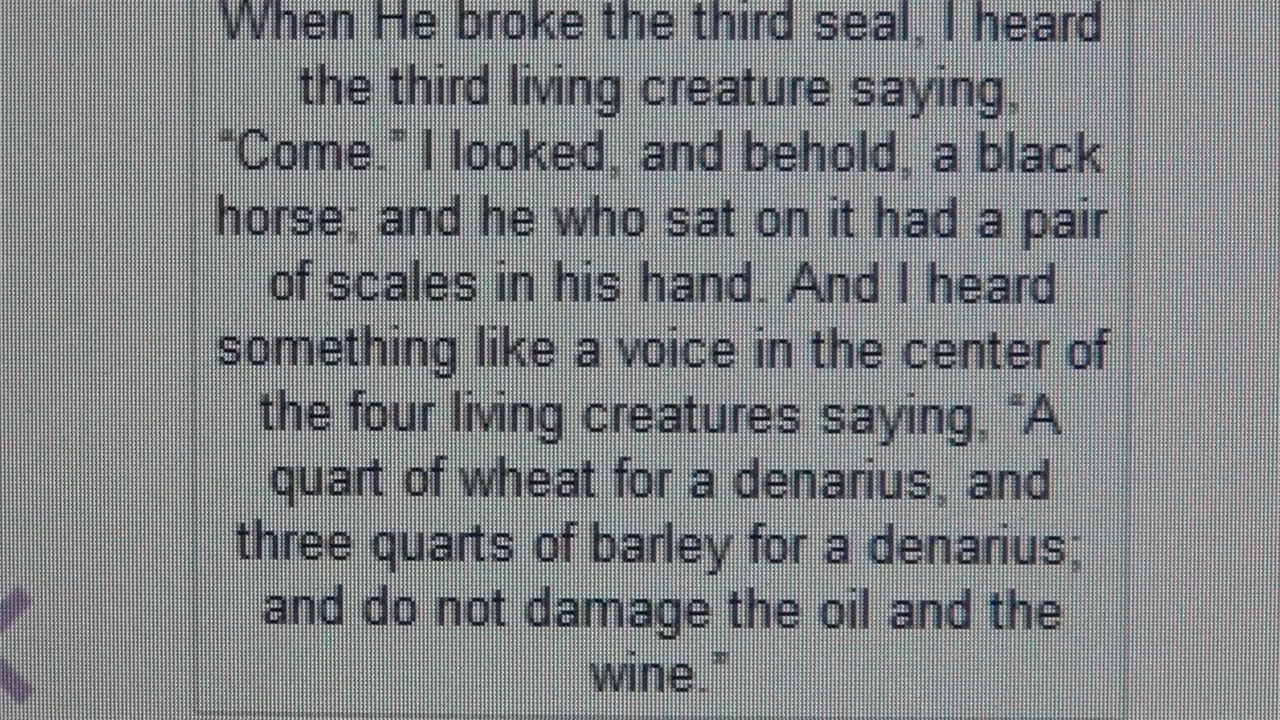 When He broke the third seal, I heard
the third living creature saying,
“Come.” I looked, and behold, a black
horse; and he who sat on it had a pair
of scales in his hand. And I heard
something like a voice in the center of
the four living creatures saying, “A
quart of wheat for a denarius, and
three quarts of barley for a denarius;
and do not damage the oil and the
wine.”